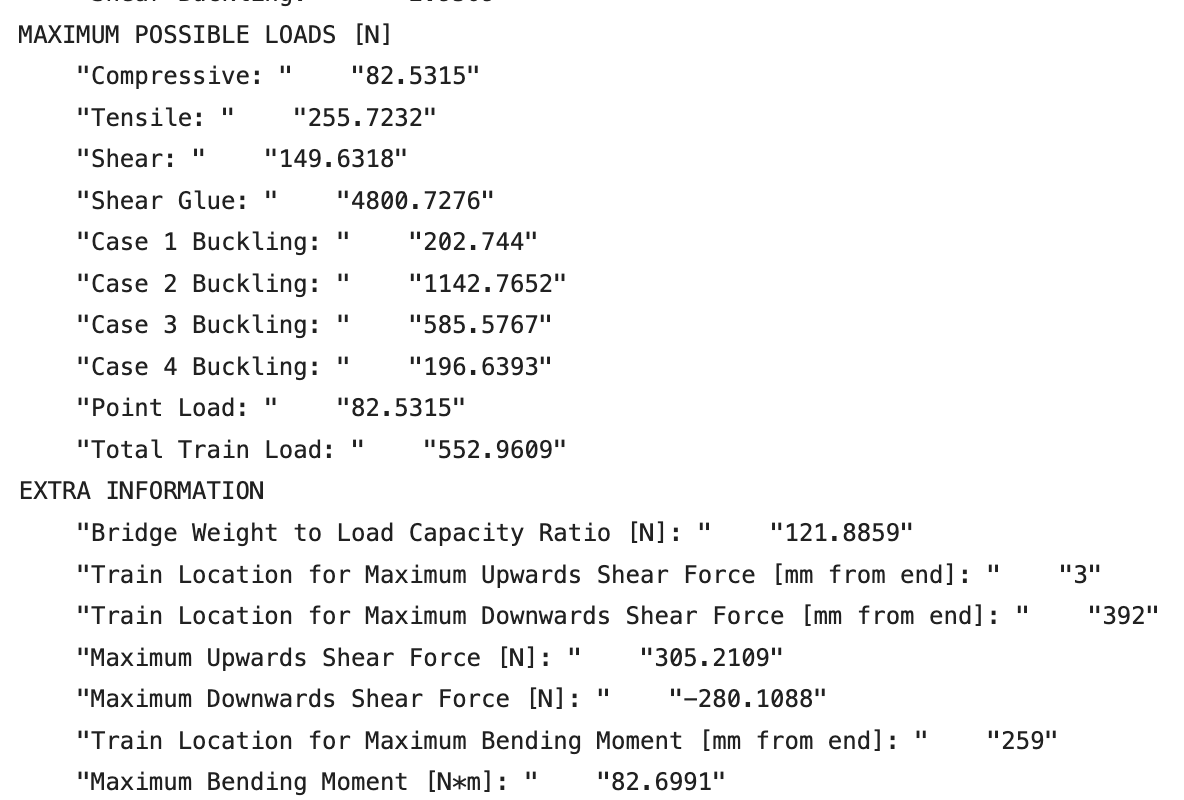 MAXIMUM POSSIBLE LOADS [N]
"Compressive: " "82.5315"
"Tensile: " "255.7232"
"Shear: " "149.6318"
"Shear Glue: " "4800.7276"
"Case 1 Buckling: " "202.744"
"Case 2 Buckling: " "1142.7652"
"Case 3 Buckling: " "585.5767"
"Case 4 Buckling: " "196.6393"
"Point Load: " "82.5315"
"Total Train Load: " "552.9609"
EXTRA INFORMATION
"Bridge Weight to Load Capacity Ratio [N]: " "121.8859"
"Train Location for Maximum Upwards Shear Force [mm from end]: " "3"
"Train Location for Maximum Downwards Shear Force [mm from end]: " "392"
"Maximum Upwards Shear Force [N]: " "305.2109"
"Maximum Downwards Shear Force [N]: " "-280.1088"
"Train Location for Maximum Bending Moment [mm from end]: " "259"
"Maximum Bending Moment [N*m]: " "82.6991"